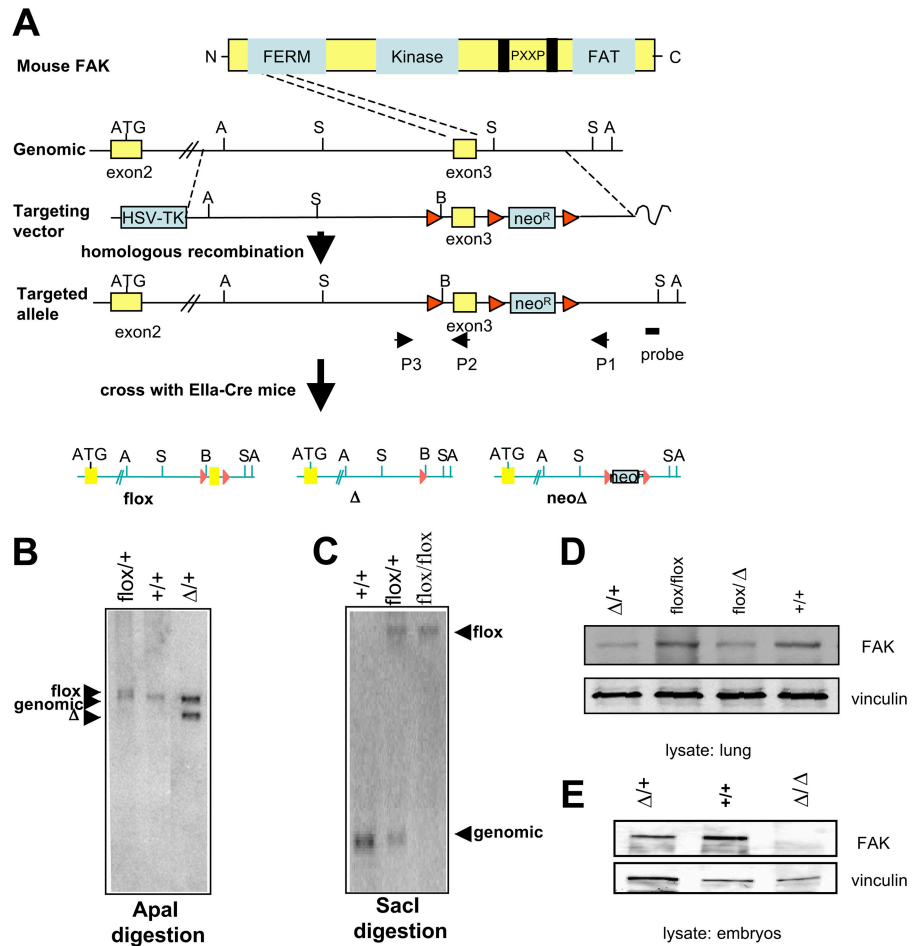 A
Mouse FAK
N FERM Kinase PXXP FAT C
ATG A S S S A
Genomic
exon2 exon3
Targeting vector
HSV-TK A S B neoR
exon3
homologous recombination
ATG A S B S A
Targeted allele
neoR
exon2 exon3
P3 P2 P1 probe
cross with EIIa-Cre mice
ATG A S B SA
flox
ATG A S B SA
Δ
ATG A S neo SA
neoΔ
B
flox/+ +/+ Δ/+
flox
genomic
Δ
ApaI
digestion
C
+/+ flox/+ flox/flox
flox
genomic
SacI
digestion
D
Δ/+ flox/flox flox/Δ +/+
FAK
vinculin
lysate: lung
E
Δ/+ +/+ Δ/Δ
FAK
vinculin
lysate: embryos